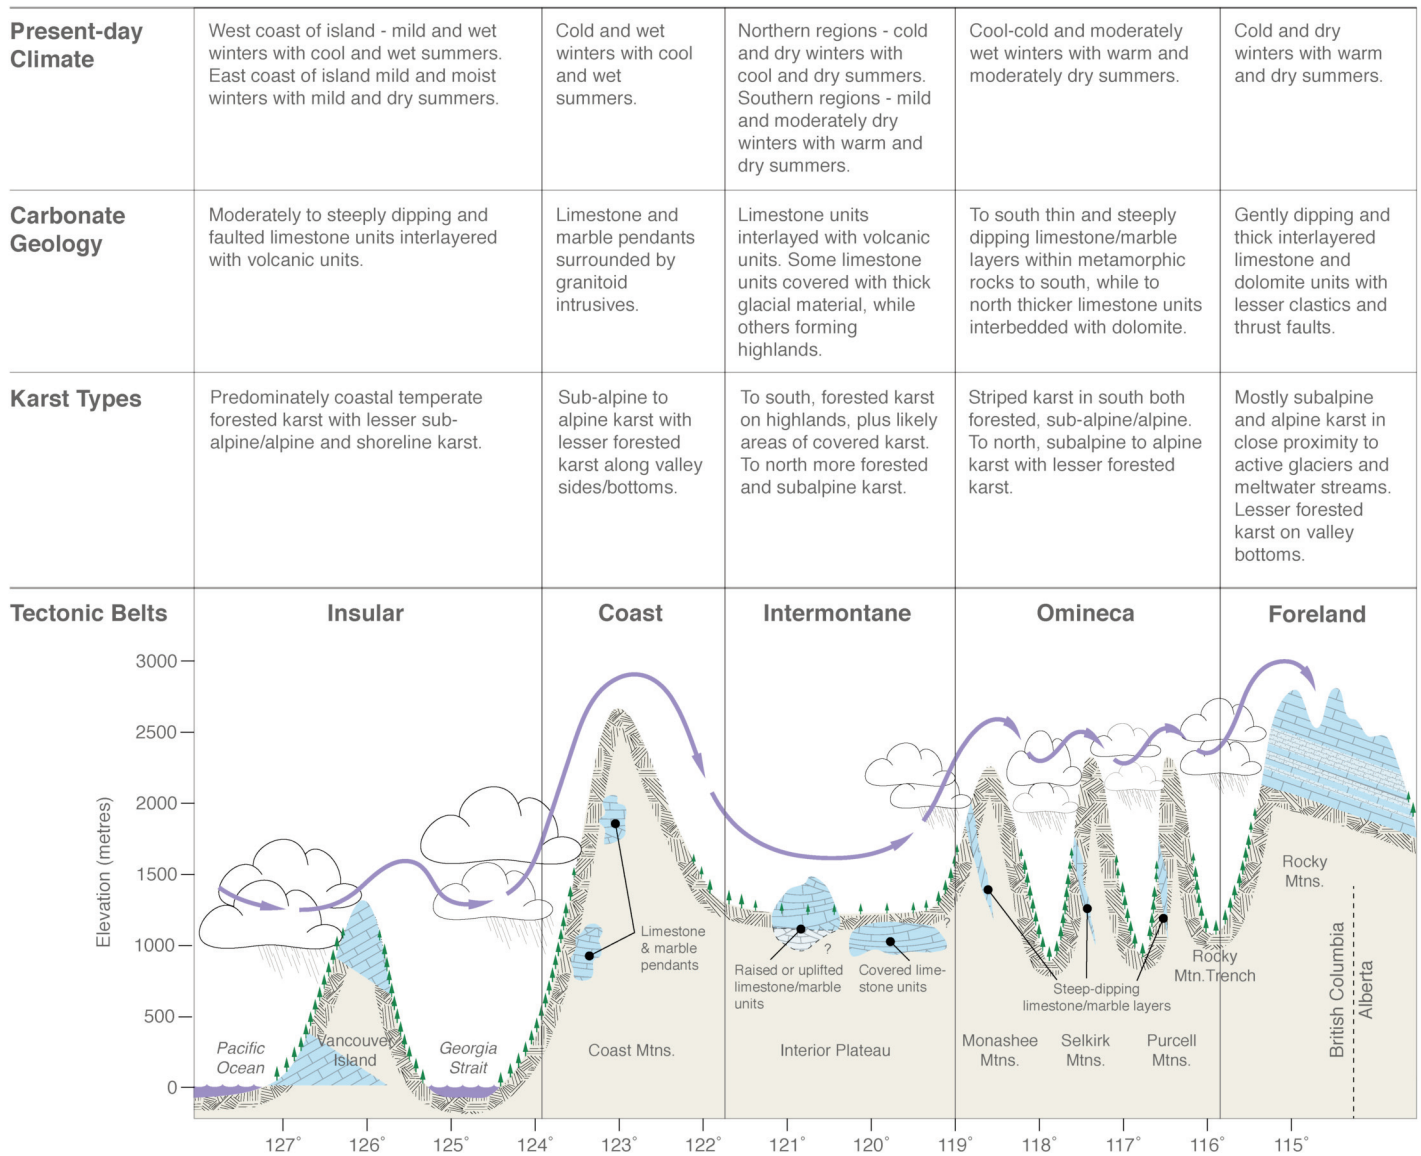 Present-day
Climate
West coast of island - mild and wet
winters with cool and wet summers.
East coast of island mild and moist
winters with mild and dry summers.
Cold and wet
winters with cool
and wet
summers.
Northern regions - cold
and dry winters with
cool and dry summers.
Southern regions - mild
and moderately dry
winters with warm and
dry summers.
Cool-cold and moderately
wet winters with warm and
moderately dry summers.
Cold and dry
winters with warm
and dry summers.
Carbonate
Geology
Moderately to steeply dipping and
faulted limestone units interlayered
with volcanic units.
Limestone and
marble pendants
surrounded by
granitoid
intrusives.
Limestone units
interlayed with volcanic
units. Some limestone
units covered with thick
glacial material, while
others forming
highlands.
To south thin and steeply
dipping limestone/marble
layers within metamorphic
rocks to south, while to
north thicker limestone units
interbedded with dolomite.
Gently dipping and
thick interlayered
limestone and
dolomite units with
lesser clastics and
thrust faults.
Karst Types
Predominately coastal temperate
forested karst with lesser sub-
alpine/alpine and shoreline karst.
Sub-alpine to
alpine karst with
lesser forested
karst along valley
sides/bottoms.
To south, forested karst
on highlands, plus likely
areas of covered karst.
To north more forested
and subalpine karst.
Striped karst in south both
forested, sub-alpine/alpine.
To north, subalpine to alpine
karst with lesser forested
karst.
Mostly subalpine
and alpine karst in
close proximity to
active glaciers and
meltwater streams.
Lesser forested
karst on valley
bottoms.
Tectonic Belts
Insular
Coast
Intermontane
Omineca
Foreland
Elevation (metres)
3000
2500
2000
1500
1000
500
0
Pacific
Ocean
Vancouver
Island
Georgia
Strait
Limestone
& marble
pendants
Coast Mtns.
?
Raised or uplifted
limestone/marble
units
?
Covered lime-
stone units
Interior Plateau
Steep-dipping
limestone/marble layers
Monashee
Mtns.
Selkirk
Mtns.
Purcell
Mtns.
Rocky
Mtn.Trench
Rocky
Mtns.
British Columbia
Alberta
127°
126°
125°
124°
123°
122°
121°
120°
119°
118°
117°
116°
115°